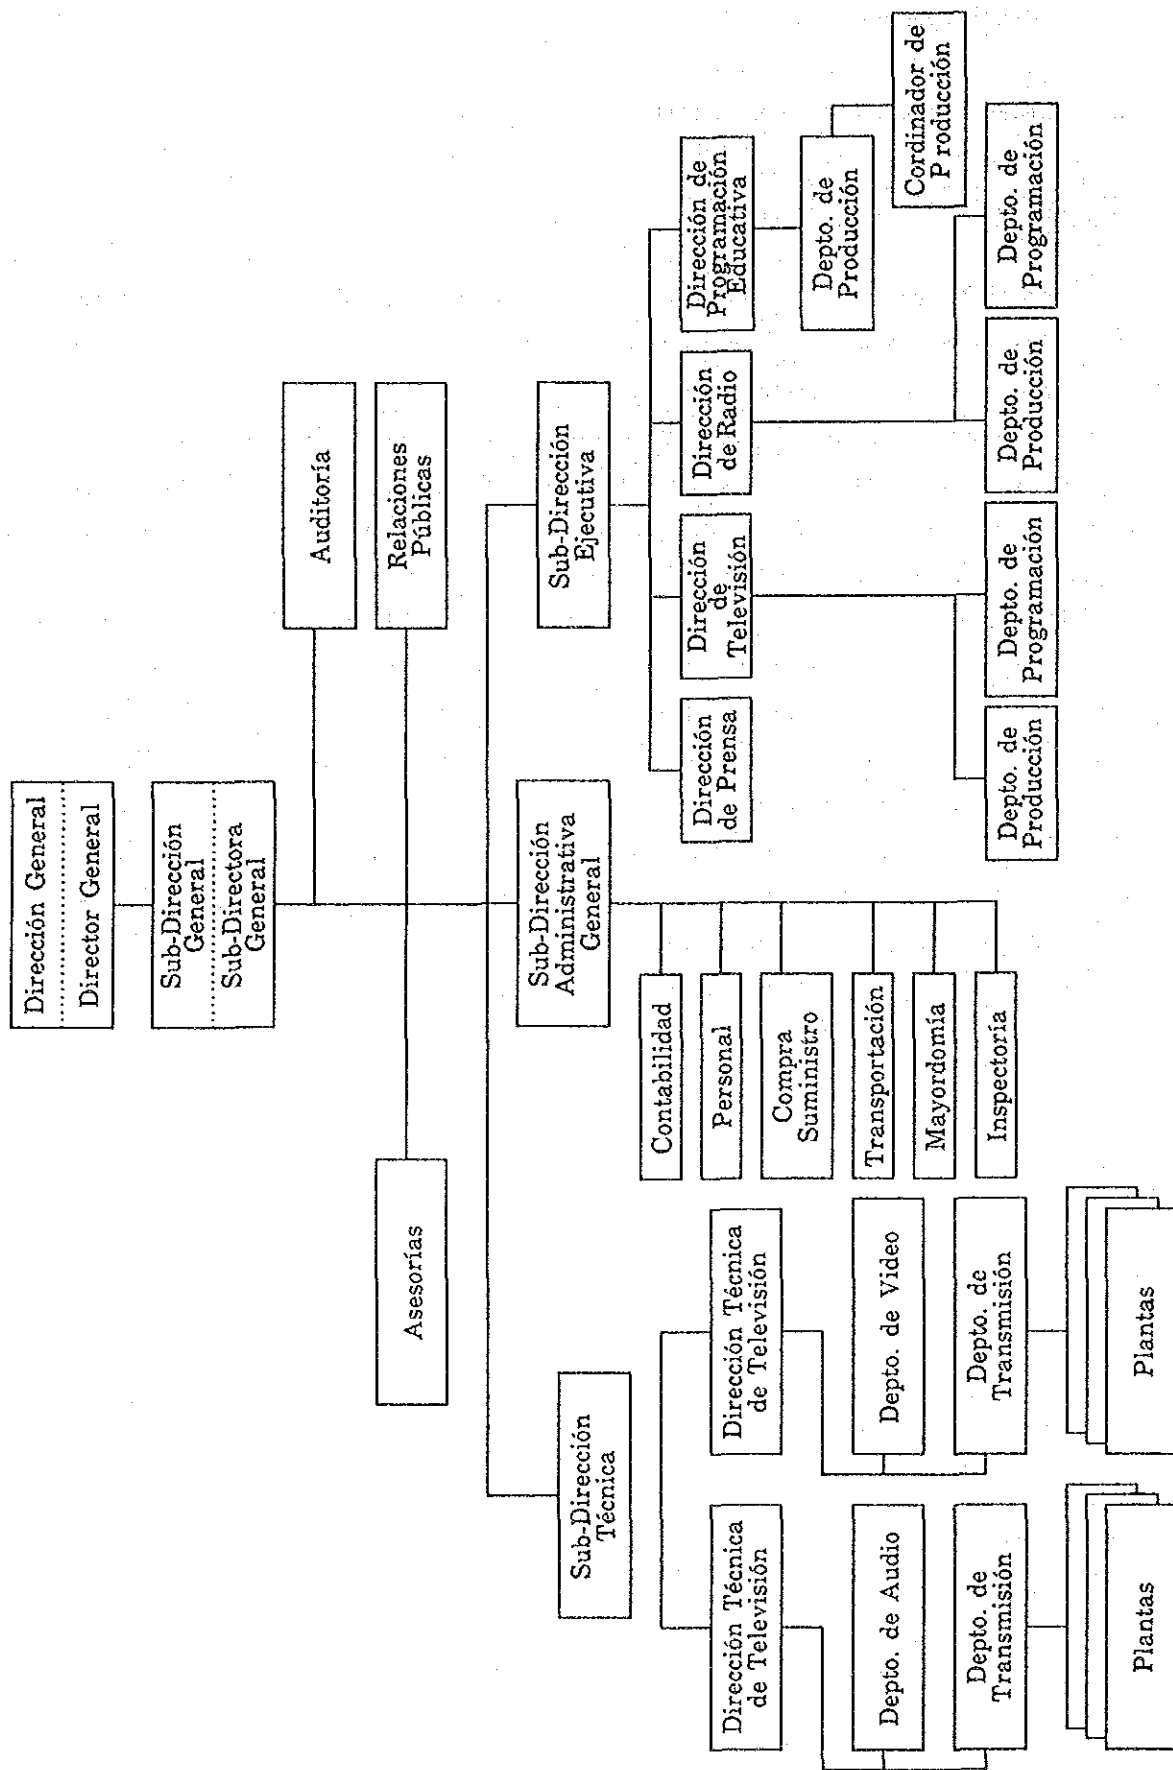 Dirección General
Director General
Sub-Dirección
General
Sub-Directora
General
Auditoría
Asesorías
Relaciones
Públicas
Sub-Dirección
Técnica
Sub-Dirección
Administrativa
General
Sub-Dirección
Ejecutiva
Dirección Técnica
de Televisión
Dirección Técnica
de Televisión
Depto. de Audio
Depto. de Video
Depto. de
Transmisión
Depto. de
Transmisión
Plantas
Plantas
Contabilidad
Personal
Compra
Suministro
Transportación
Mayordomía
Inspectoría
Dirección
de Prensa
Dirección
de
Televisión
Dirección
de Radio
Dirección de
Programación
Educativa
Depto. de
Producción
Cordinador de
P roducción
Depto. de
Producción
Depto. de
Programación
Depto. de
Producción
Depto. de
Programación